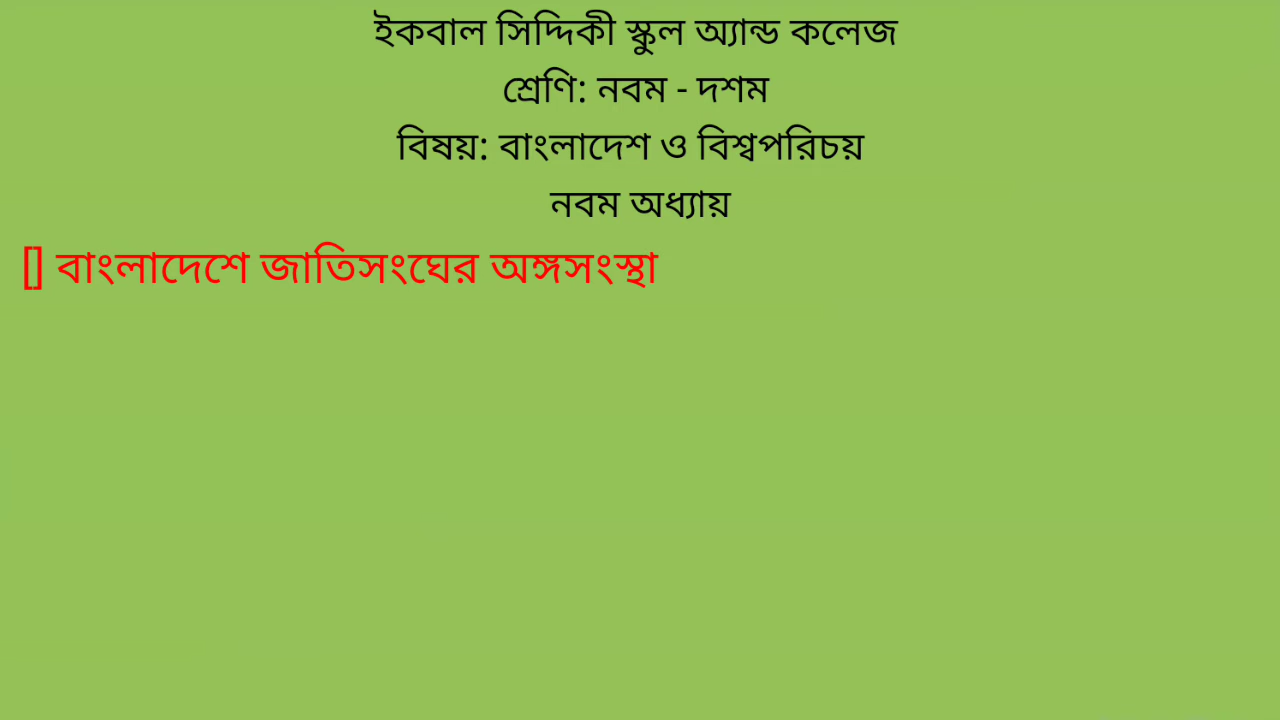 ইকবাল সিদ্দিকী স্কুল অ্যান্ড কলেজ
শ্রেণি: নবম - দশম
বিষয়: বাংলাদেশ ও বিশ্বপরিচয়
নবম অধ্যায়
[] বাংলাদেশে জাতিসংঘের অঙ্গসংস্থা